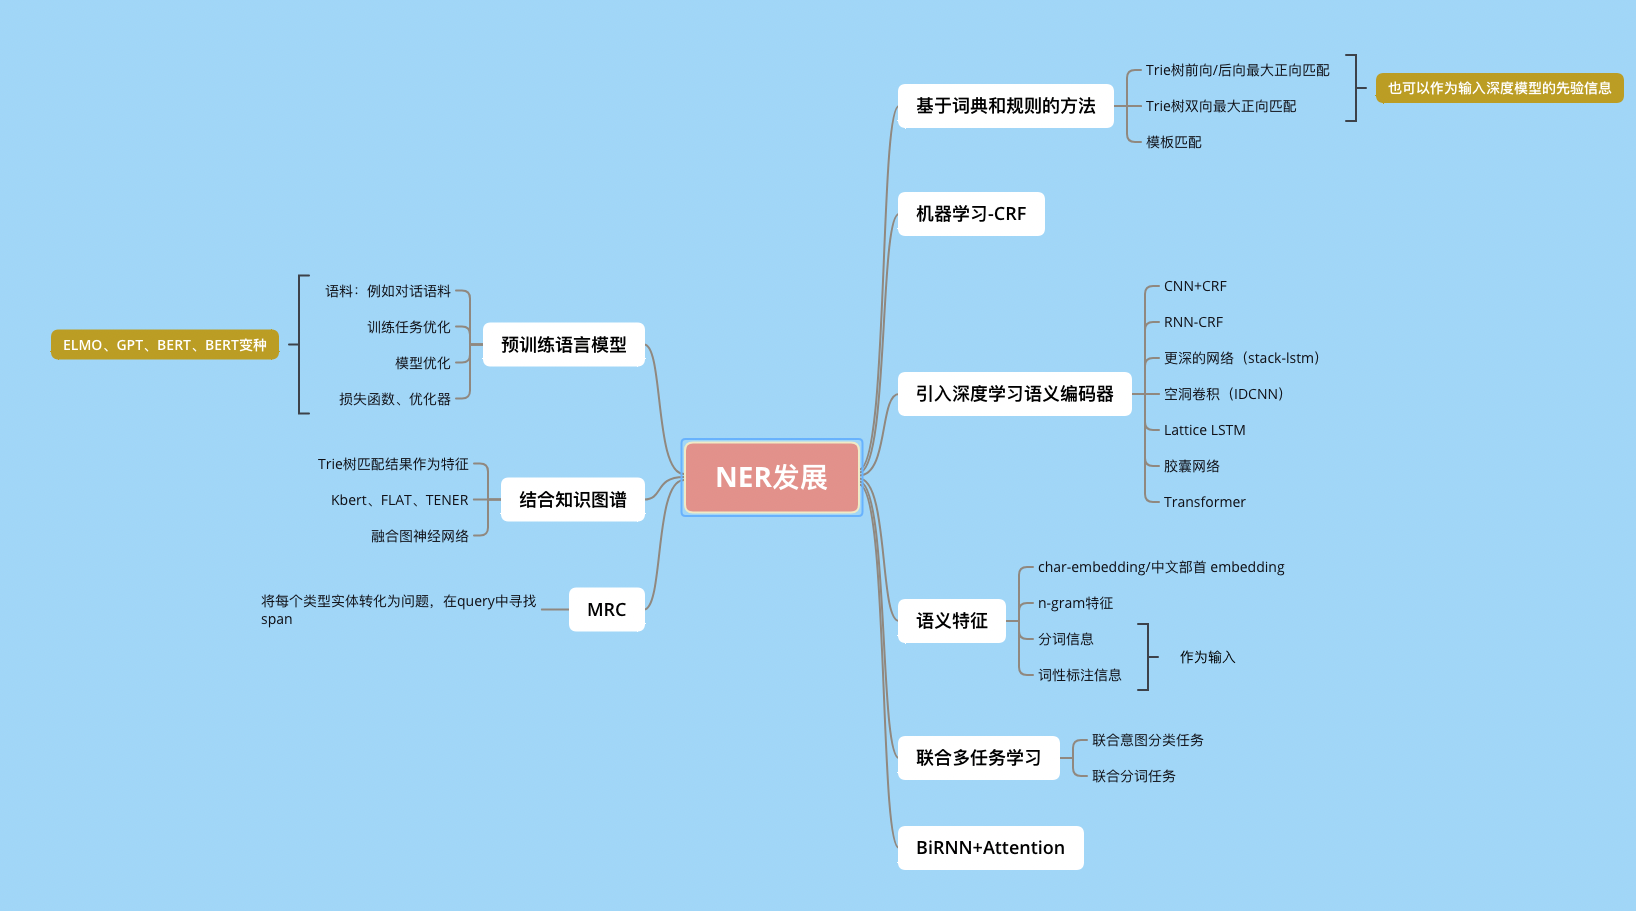 NER发展
基于词典和规则的方法
Trie树前向/后向最大正向匹配
Trie树双向最大正向匹配
模板匹配
也可以作为输入深度模型的先验信息
机器学习-CRF
引入深度学习语义编码器
CNN+CRF
RNN-CRF
更深的网络（stack-lstm）
空洞卷积（IDCNN）
Lattice LSTM
胶囊网络
Transformer
语义特征
char-embedding/中文部首 embedding
n-gram特征
分词信息
词性标注信息
作为输入
联合多任务学习
联合意图分类任务
联合分词任务
BiRNN+Attention
预训练语言模型
语料：例如对话语料
训练任务优化
模型优化
损失函数、优化器
ELMO、GPT、BERT、BERT变种
结合知识图谱
Trie树匹配结果作为特征
Kbert、FLAT、TENER
融合图神经网络
MRC
将每个类型实体转化为问题，在query中寻找
span